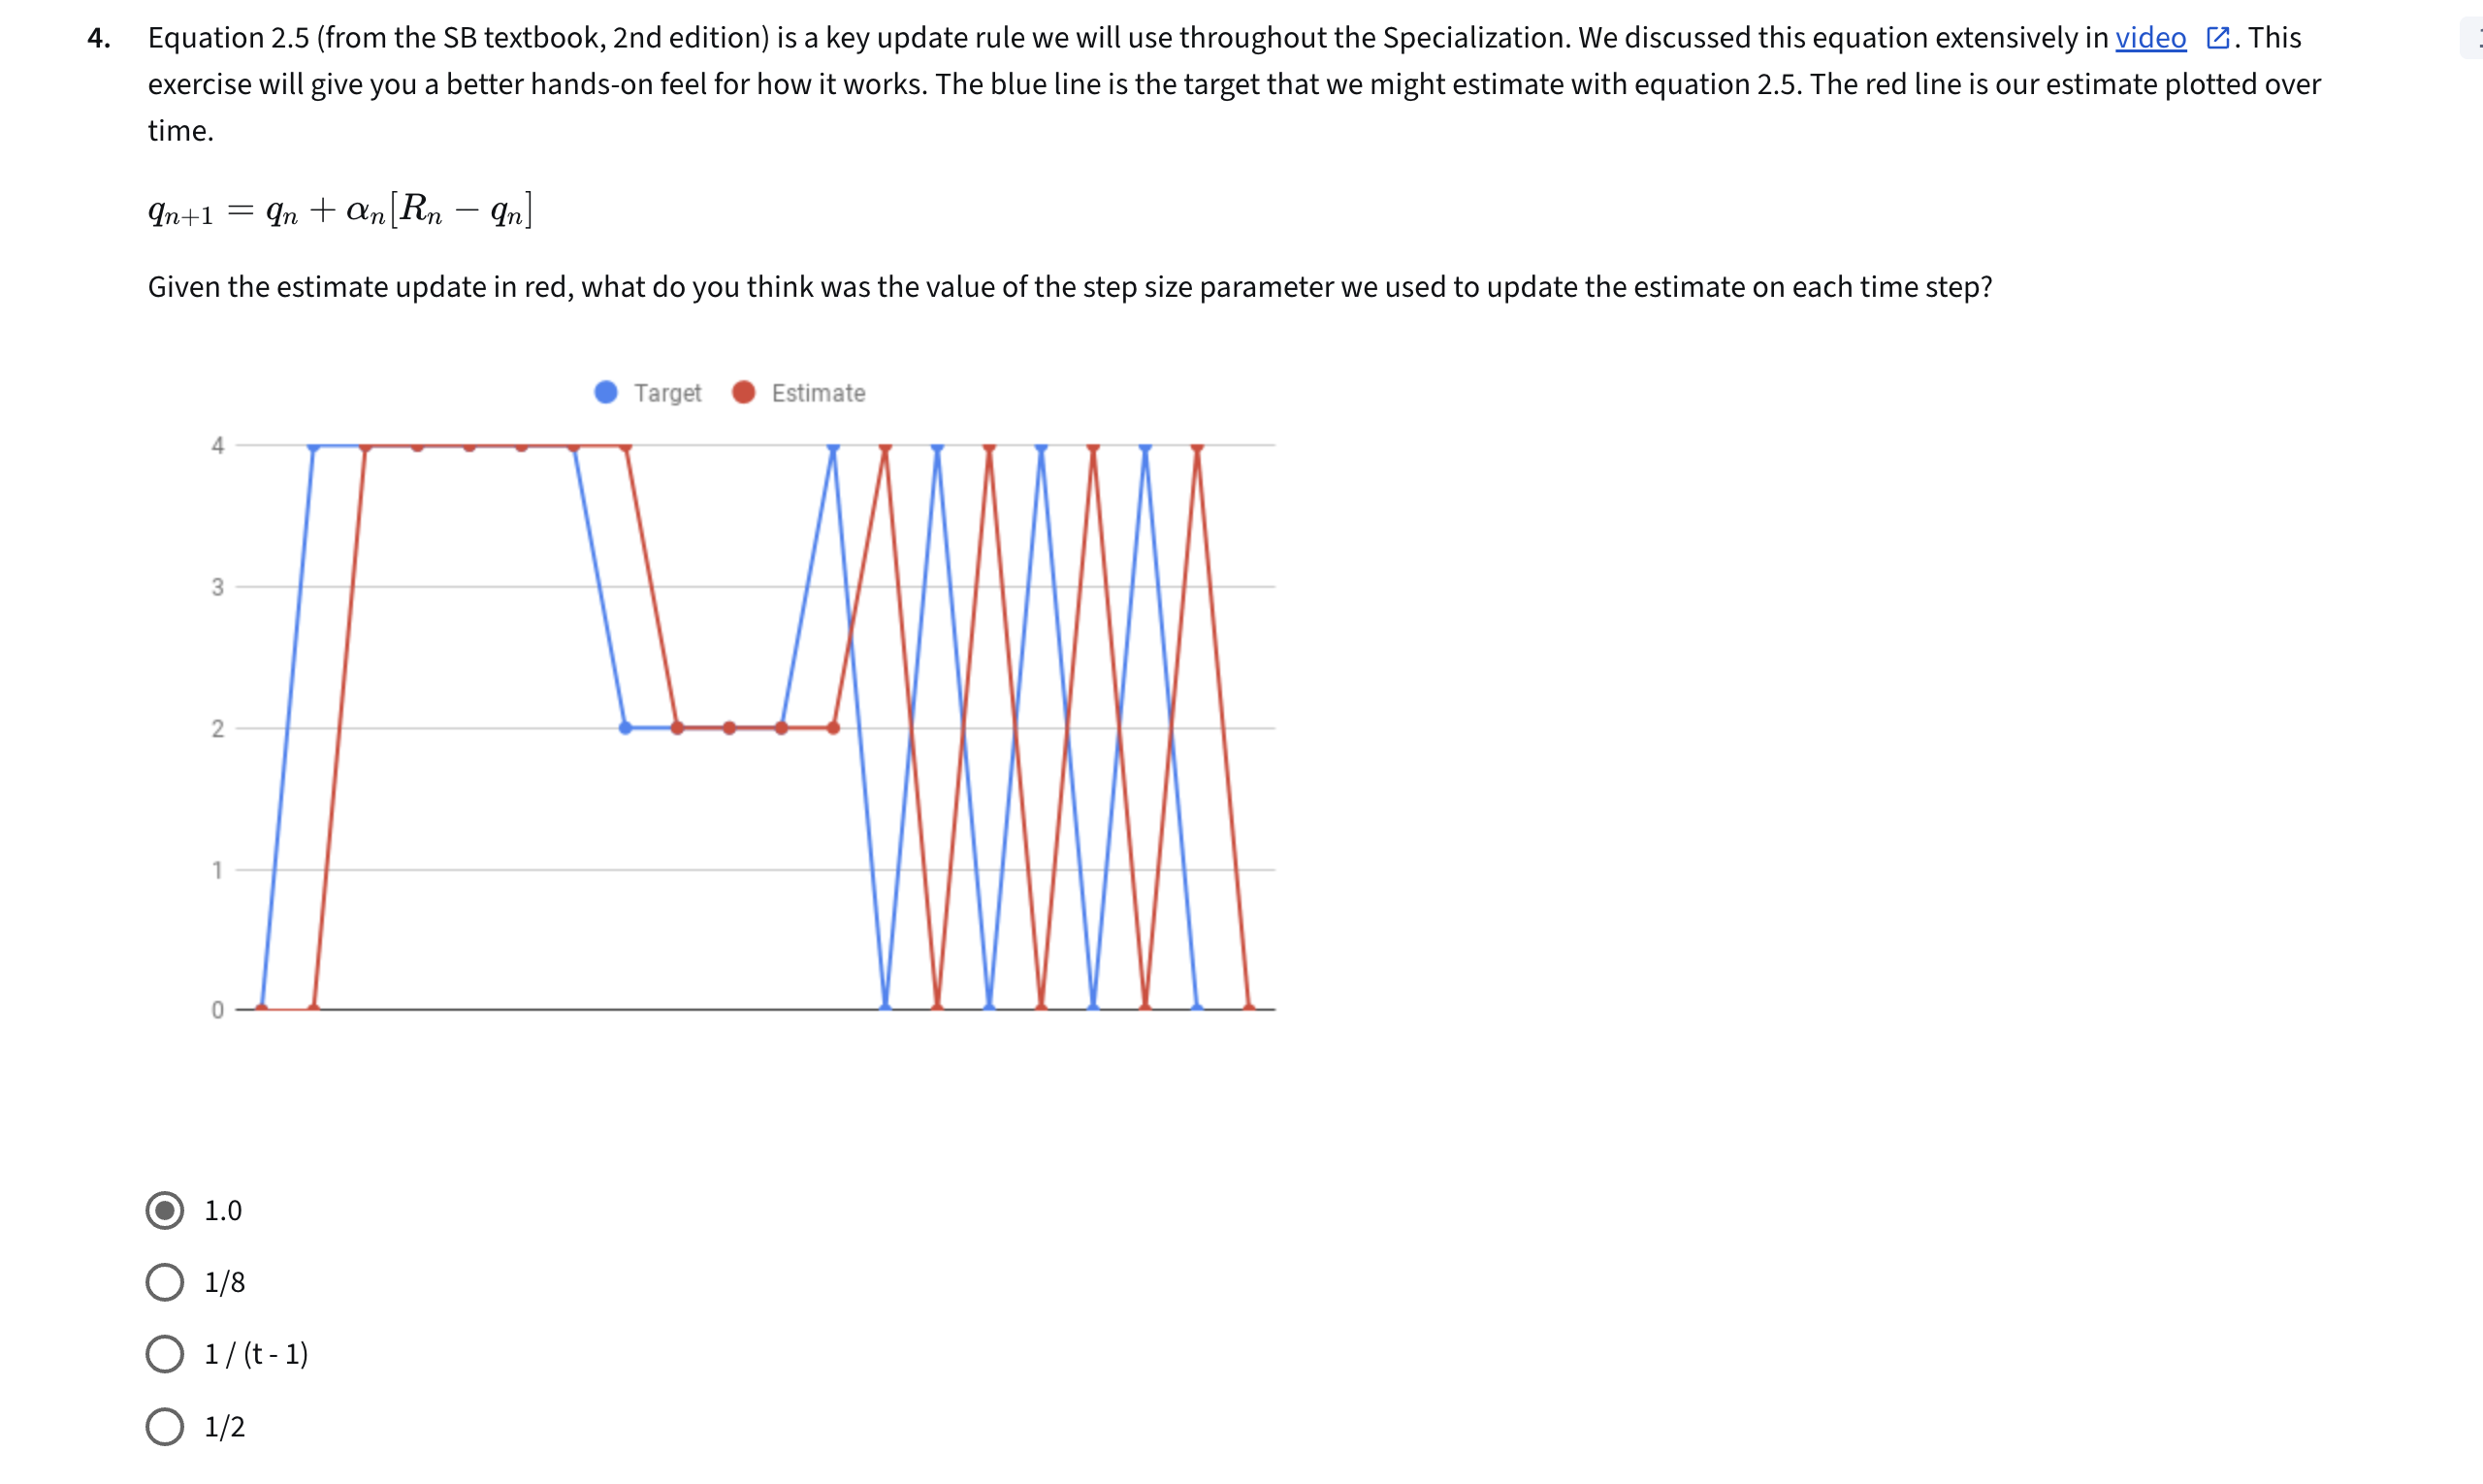 4. Equation 2.5 (from the SB textbook, 2nd edition) is a key update rule we will use throughout the Specialization. We discussed this equation extensively in video . This
exercise will give you a better hands-on feel for how it works. The blue line is the target that we might estimate with equation 2.5. The red line is our estimate plotted over
time.
qₙ₊₁ = qₙ + αₙ[Rₙ − qₙ]
Given the estimate update in red, what do you think was the value of the step size parameter we used to update the estimate on each time step?
Target Estimate
4
3
2
1
0
1.0
1/8
1 / (t - 1)
1/2